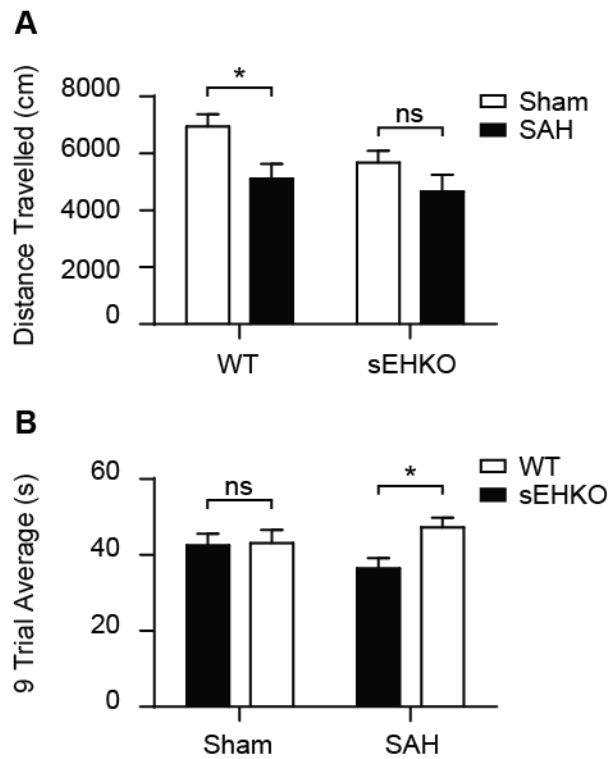 A
Distance Travelled (cm)
8000
6000
4000
2000
0
*
ns
Sham
SAH
WT
sEHKO
B
9 Trial Average (s)
60
40
20
0
ns
*
WT
sEHKO
Sham
SAH